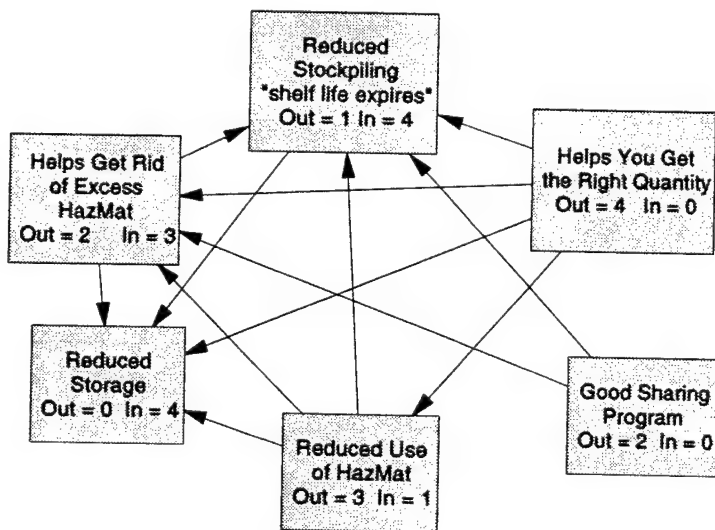 Reduced
Stockpiling
"shelf life expires"
Out = 1 In = 4
Helps Get Rid
of Excess
HazMat
Out = 2 In = 3
Helps You Get
the Right Quantity
Out = 4 In = 0
Reduced
Storage
Out = 0 In = 4
Good Sharing
Program
Out = 2 In = 0
Reduced Use
of HazMat
Out = 3 In = 1